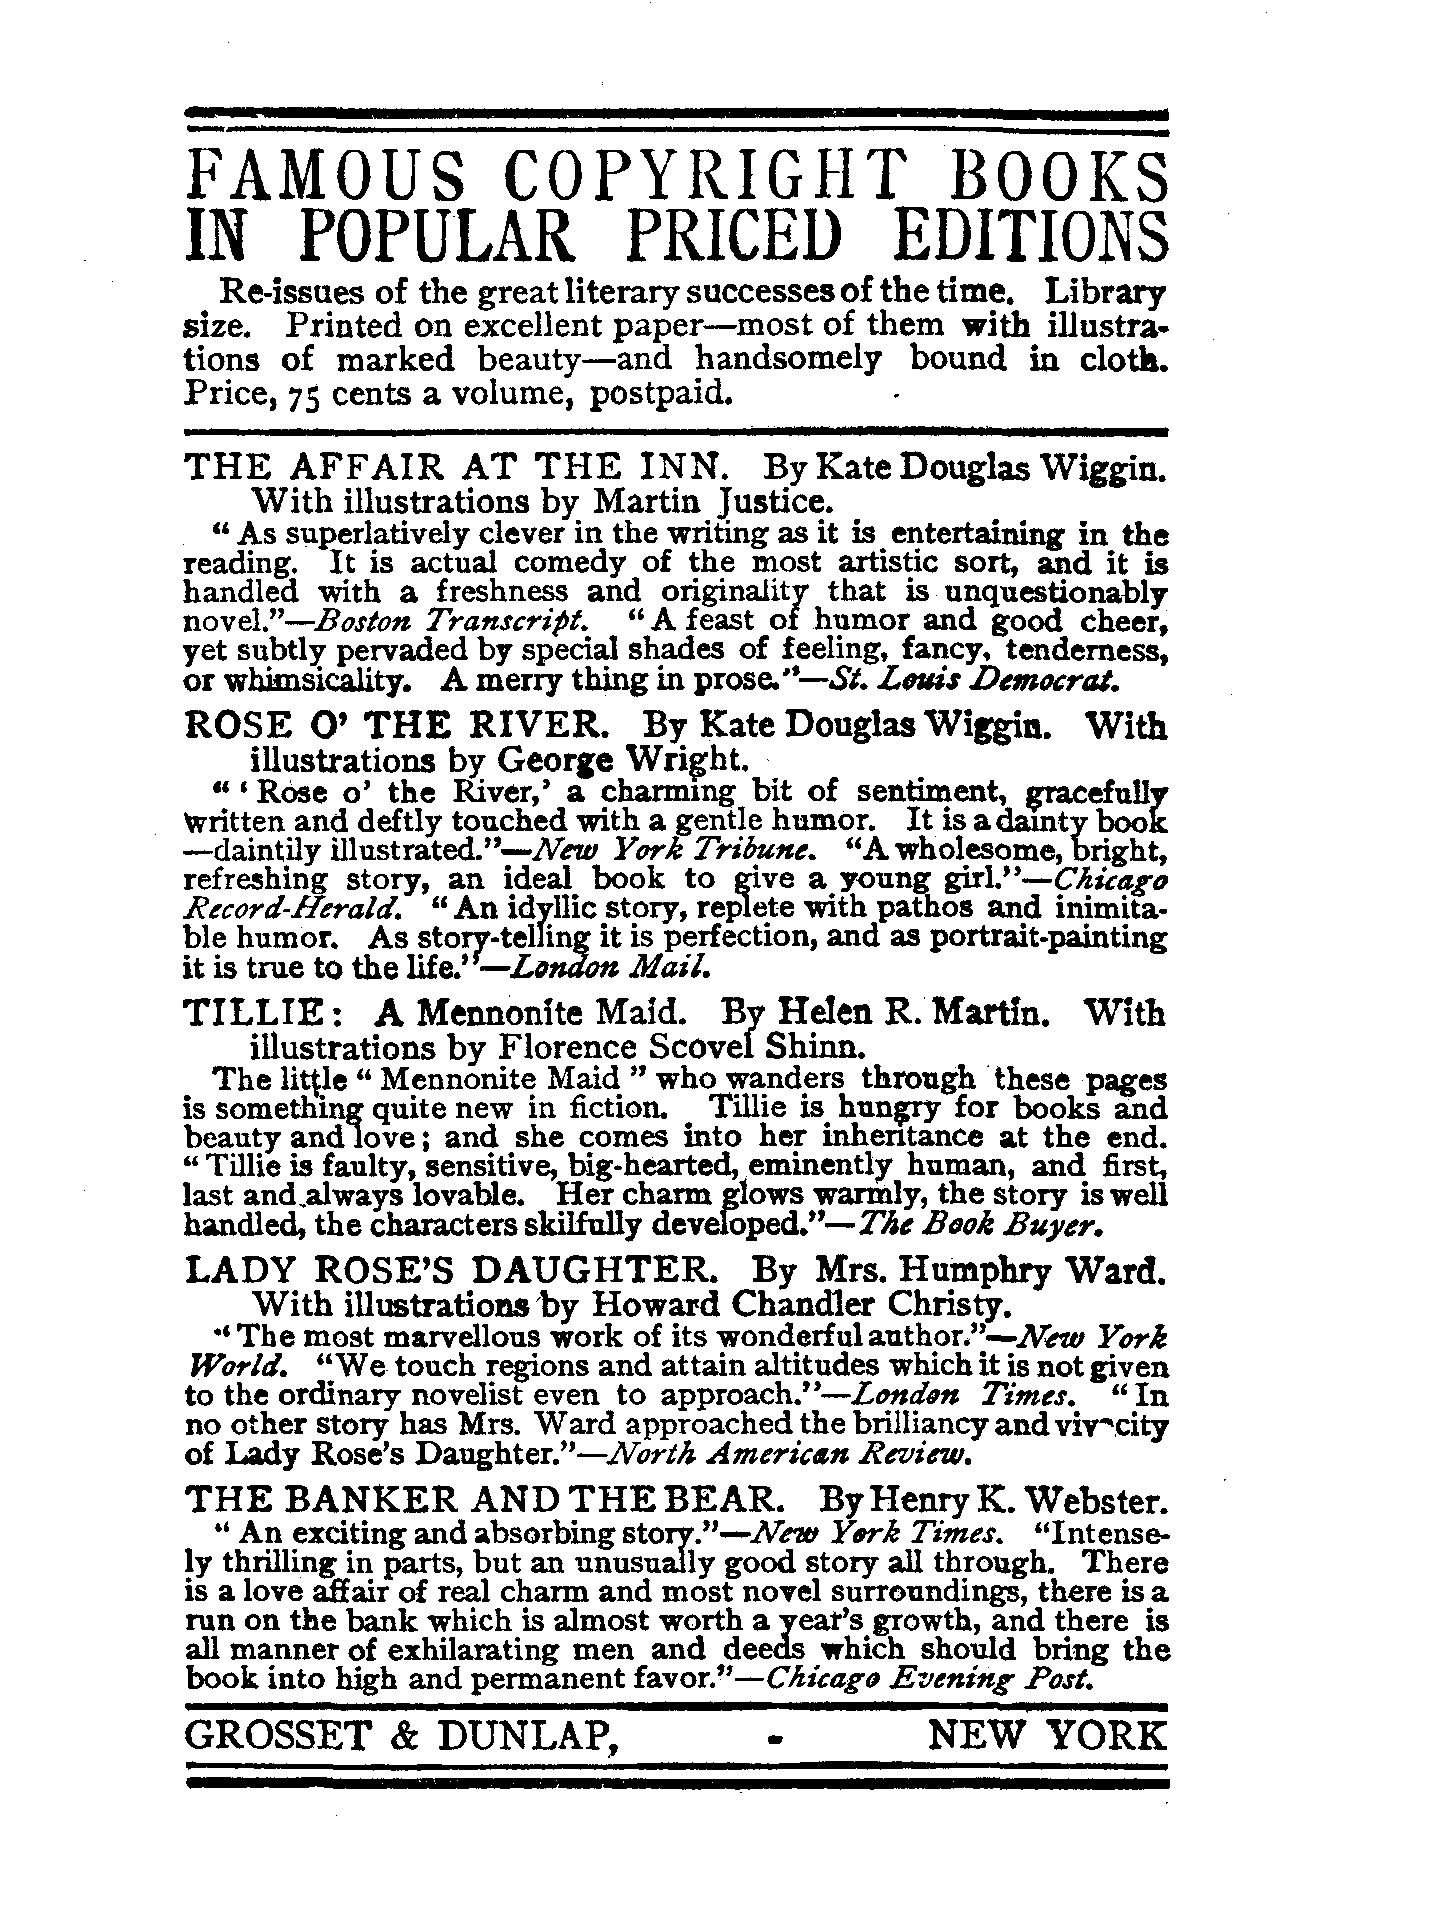 FAMOUS COPYRIGHT BOOKS
IN POPULAR PRICED EDITIONS
Re-issues of the great literary successes of the time. Library
size. Printed on excellent paper—most of them with illustra-
tions of marked beauty—and handsomely bound in cloth.
Price, 75 cents a volume, postpaid.
THE AFFAIR AT THE INN. By Kate Douglas Wiggin.
With illustrations by Martin Justice.
“As superlatively clever in the writing as it is entertaining in the
reading. It is actual comedy of the most artistic sort, and it is
handled with a freshness and originality that is unquestionably
novel.”—Boston Transcript. “A feast of humor and good cheer,
yet subtly pervaded by special shades of feeling, fancy, tenderness,
or whimsicality. A merry thing in prose.”—St. Louis Democrat.
ROSE O’ THE RIVER. By Kate Douglas Wiggin. With
illustrations by George Wright.
“‘Rose o’ the River,’ a charming bit of sentiment, gracefully
written and deftly touched with a gentle humor. It is a dainty book
—daintily illustrated.”—New York Tribune. “A wholesome, bright,
refreshing story, an ideal book to give a young girl.”—Chicago
Record-Herald. “An idyllic story, replete with pathos and inimita-
ble humor. As story-telling it is perfection, and as portrait-painting
it is true to the life.”—London Mail.
TILLIE: A Mennonite Maid. By Helen R. Martin. With
illustrations by Florence Scovel Shinn.
The little “Mennonite Maid” who wanders through these pages
is something quite new in fiction. Tillie is hungry for books and
beauty and love; and she comes into her inheritance at the end.
“Tillie is faulty, sensitive, big-hearted, eminently human, and first,
last and always lovable. Her charm glows warmly, the story is well
handled, the characters skilfully developed.”—The Book Buyer.
LADY ROSE’S DAUGHTER. By Mrs. Humphry Ward.
With illustrations by Howard Chandler Christy.
“The most marvellous work of its wonderful author.”—New York
World. “We touch regions and attain altitudes which it is not given
to the ordinary novelist even to approach.”—London Times. “In
no other story has Mrs. Ward approached the brilliancy and vivacity
of Lady Rose’s Daughter.”—North American Review.
THE BANKER AND THE BEAR. By Henry K. Webster.
“An exciting and absorbing story.”—New York Times. “Intense-
ly thrilling in parts, but an unusually good story all through. There
is a love affair of real charm and most novel surroundings, there is a
run on the bank which is almost worth a year’s growth, and there is
all manner of exhilarating men and deeds which should bring the
book into high and permanent favor.”—Chicago Evening Post.
GROSSET & DUNLAP, - NEW YORK